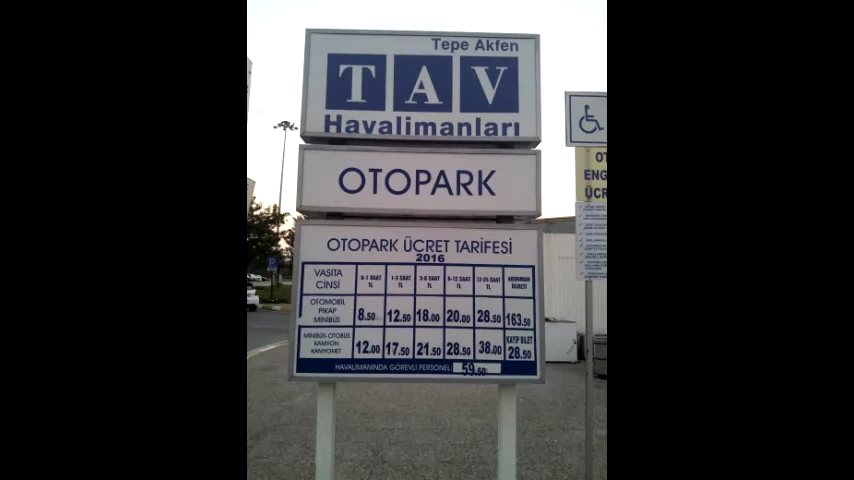 Tepe Akfen
TAV
Havalimanları
OTOPARK
OTOPARK ÜCRET TARİFESİ
2016
VASITA CİNSİ 0-1 SAAT TL 1-3 SAAT TL 3-6 SAAT TL 6-12 SAAT TL 12-24 SAAT TL
OTOMOBİL PİKAP MİNİBÜS 8.50 12.50 18.00 20.00 28.50 163.50
MİNİBÜS-OTOBÜS KAMYON KAMYONET 12.00 17.50 21.50 28.50 38.00 KAYIP BİLET 28.50
HAVALİMANINDA GÖREVLİ PERSONEL: 59.50
ENG
ÜCR